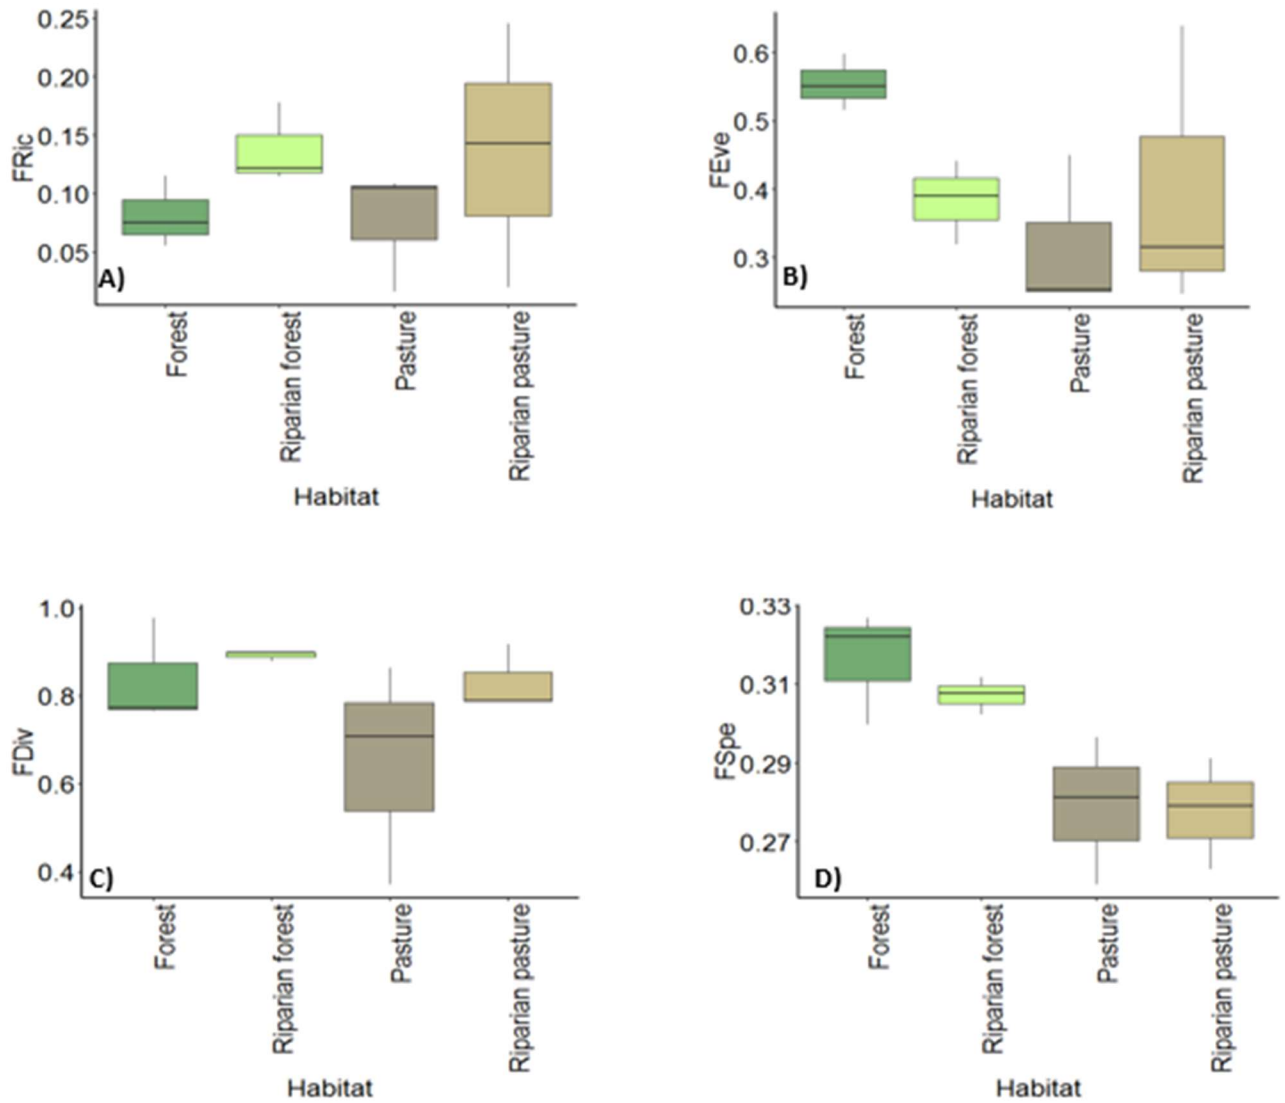 0.25
0.20
0.15
0.10
0.05
FRic
A)
Forest
Riparian forest
Pasture
Riparian pasture
Habitat
0.6
0.5
0.4
0.3
FEve
B)
Forest
Riparian forest
Pasture
Riparian pasture
Habitat
1.0
0.8
0.6
0.4
FDiv
C)
Forest
Riparian forest
Pasture
Riparian pasture
Habitat
0.33
0.31
0.29
0.27
FSpe
D)
Forest
Riparian forest
Pasture
Riparian pasture
Habitat